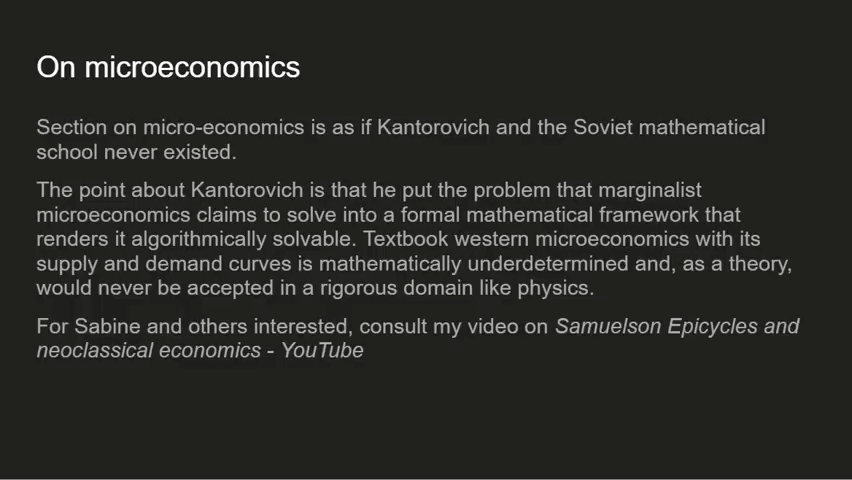 On microeconomics
Section on micro-economics is as if Kantorovich and the Soviet mathematical
school never existed.
The point about Kantorovich is that he put the problem that marginalist
microeconomics claims to solve into a formal mathematical framework that
renders it algorithmically solvable. Textbook western microeconomics with its
supply and demand curves is mathematically underdetermined and, as a theory,
would never be accepted in a rigorous domain like physics.
For Sabine and others interested, consult my video on Samuelson Epicycles and
neoclassical economics - YouTube